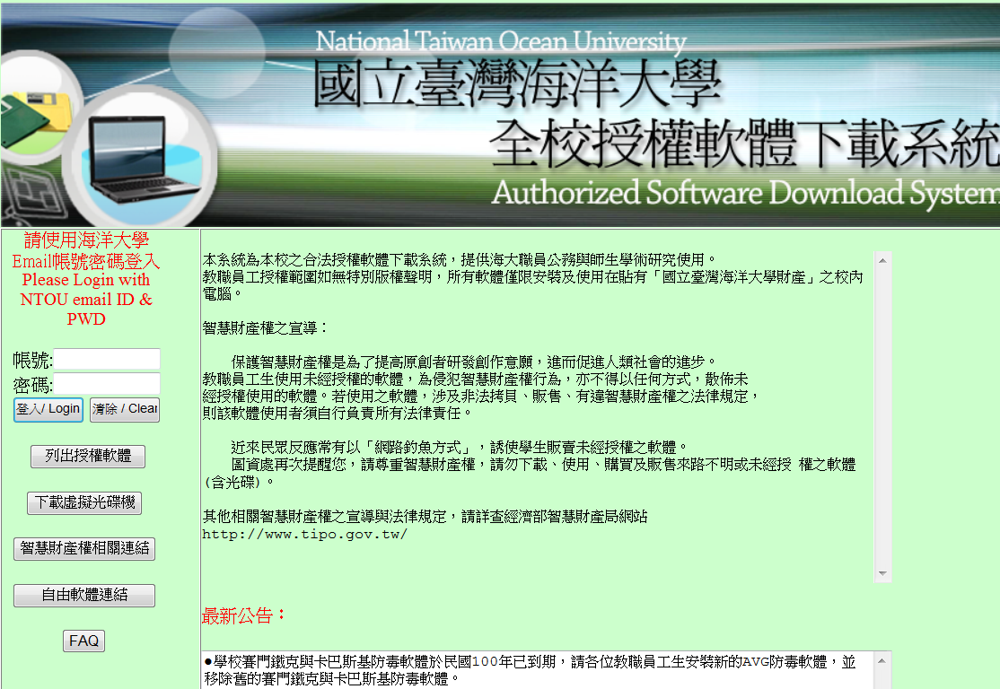 National Taiwan Ocean University
國立臺灣海洋大學
全校授權軟體下載系統
Authorized Software Download System
請使用海洋大學
Email帳號密碼登入
Please Login with
NTOU email ID &
PWD
帳號:
密碼:
登入/ Login
清除 / Clear
列出授權軟體
下載虛擬光碟機
智慧財產權相關連結
自由軟體連結
FAQ
本系統為本校之合法授權軟體下載系統，提供海大職員公務與師生學術研究使用。
教職員工授權範圍如無特別版權聲明，所有軟體僅限安裝及使用在貼有「國立臺灣海洋大學財產」之校內
電腦。
智慧財產權之宣導：
保護智慧財產權是為了提高原創者研發創作意願，進而促進人類社會的進步。
教職員工生使用未經授權的軟體，為侵犯智慧財產權行為，亦不得以任何方式，散佈未
經授權使用的軟體。若使用之軟體，涉及非法拷貝、販售、有違智慧財產權之法律規定，
則該軟體使用者須自行負責所有法律責任。
近來民眾反應常有以「網路釣魚方式」，誘使學生販賣未經授權之軟體。
圖資處再次提醒您，請尊重智慧財產權，請勿下載、使用、購買及販售來路不明或未經授 權之軟體
(含光碟)。
其他相關智慧財產權之宣導與法律規定，請詳查經濟部智慧財產局網站
http://www.tipo.gov.tw/
最新公告：
●學校賽門鐵克與卡巴斯基防毒軟體於民國100年已到期，請各位教職員工生安裝新的AVG防毒軟體，並
移除舊的賽門鐵克與卡巴斯基防毒軟體。